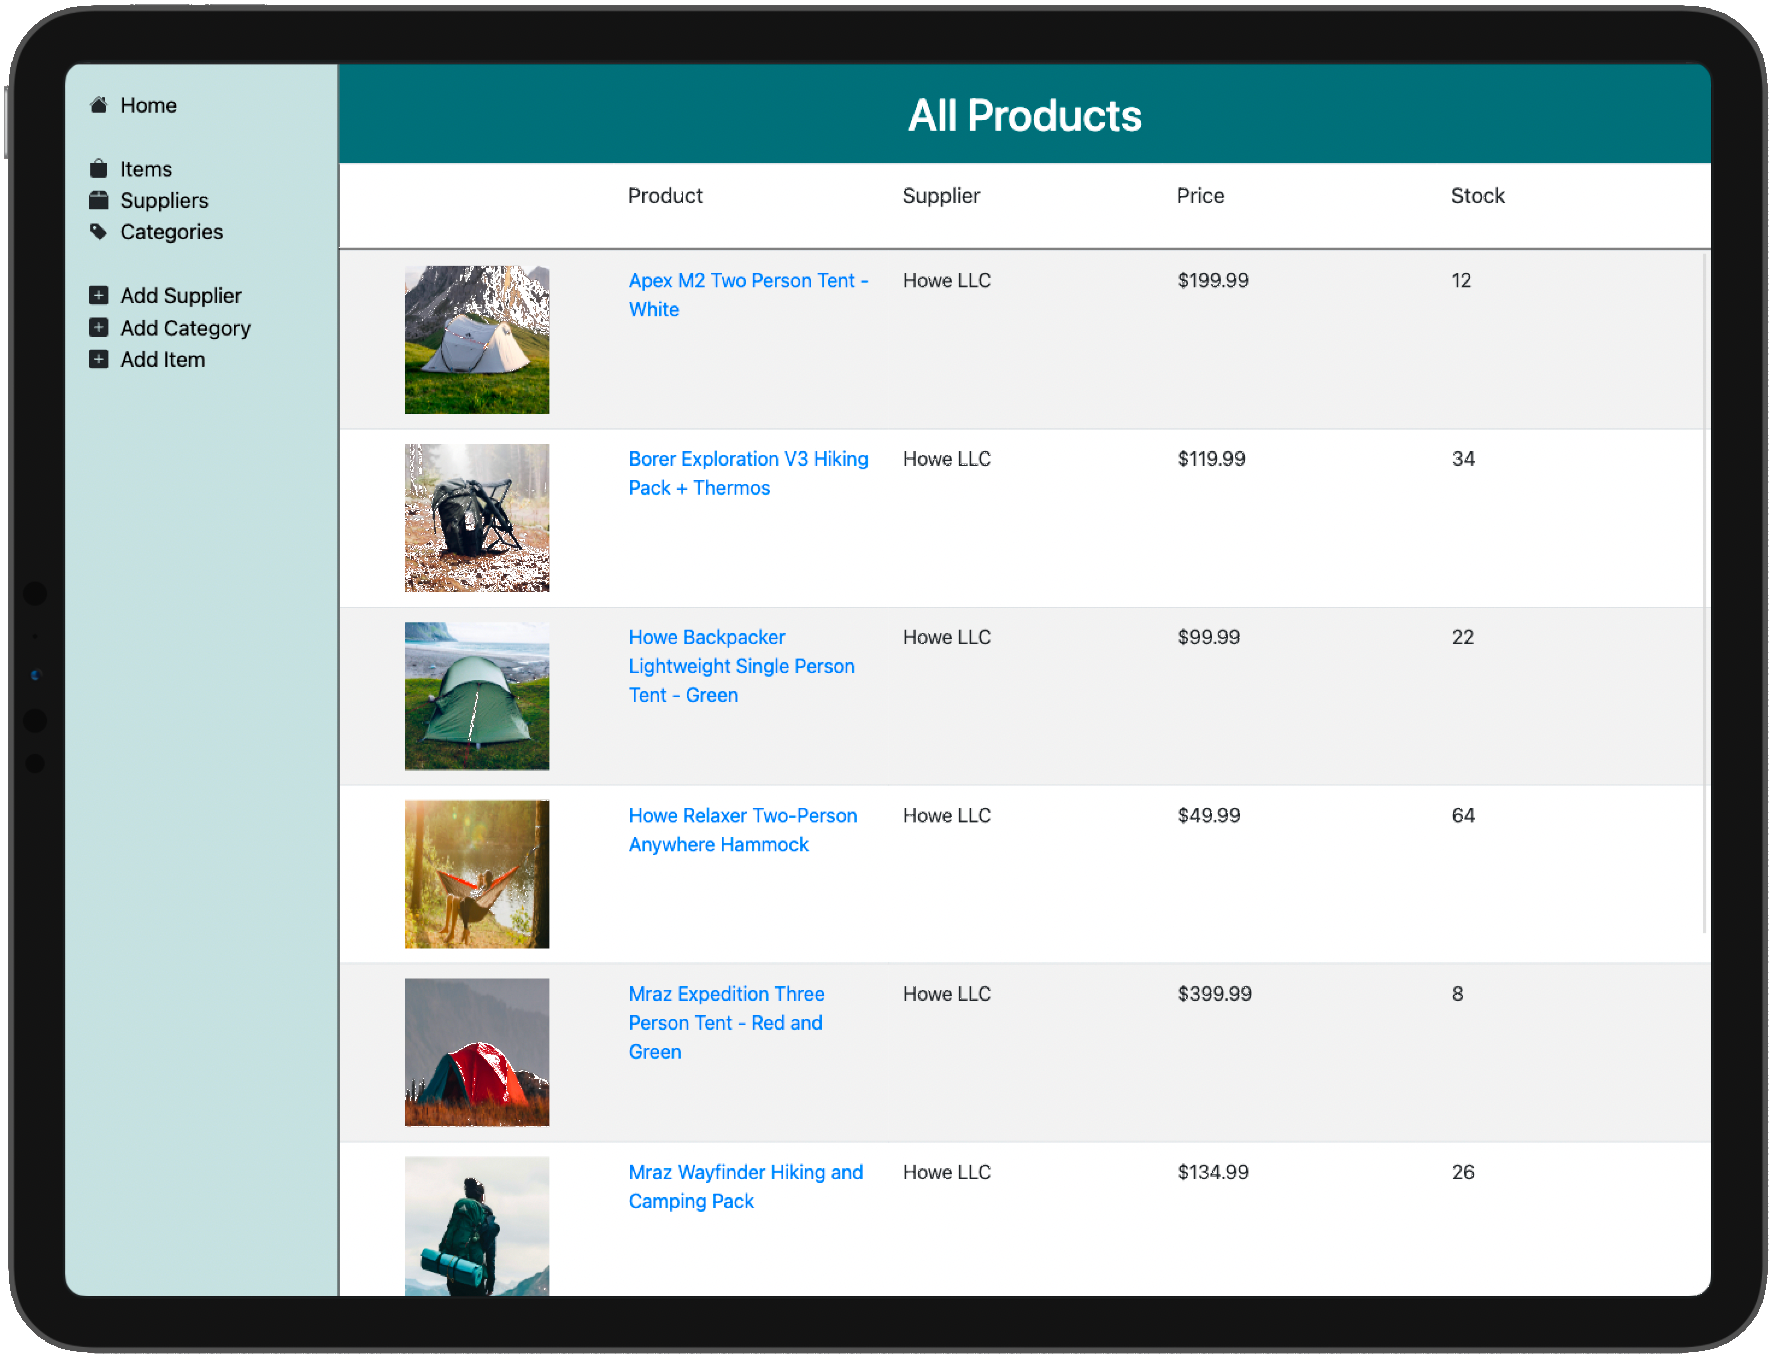 Home
Items
Suppliers
Categories
Add Supplier
Add Category
Add Item
All Products
Product Supplier Price Stock
Apex M2 Two Person Tent - Howe LLC $199.99 12
White
Borer Exploration V3 Hiking Howe LLC $119.99 34
Pack + Thermos
Howe Backpacker Howe LLC $99.99 22
Lightweight Single Person
Tent - Green
Howe Relaxer Two-Person Howe LLC $49.99 64
Anywhere Hammock
Mraz Expedition Three Howe LLC $399.99 8
Person Tent - Red and
Green
Mraz Wayfinder Hiking and Howe LLC $134.99 26
Camping Pack